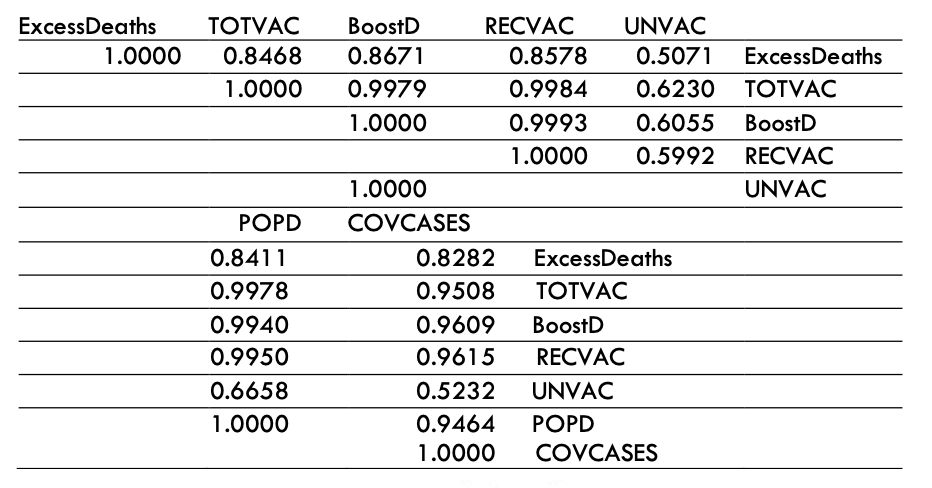 ExcessDeaths TOTVAC BoostD RECVAC UNVAC
1.0000 0.8468 0.8671 0.8578 0.5071 ExcessDeaths
1.0000 0.9979 0.9984 0.6230 TOTVAC
1.0000 0.9993 0.6055 BoostD
1.0000 0.5992 RECVAC
1.0000 UNVAC
POPD COVCASES
0.8411 0.8282 ExcessDeaths
0.9978 0.9508 TOTVAC
0.9940 0.9609 BoostD
0.9950 0.9615 RECVAC
0.6658 0.5232 UNVAC
1.0000 0.9464 POPD
1.0000 COVCASES